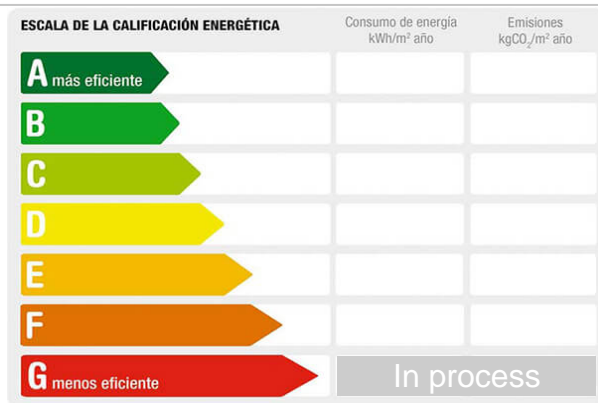 ESCALA DE LA CALIFICACIÓN ENERGÉTICA
Consumo de energía
kWh/m² año
Emisiones
kgCO₂/m² año
A más eficiente
B
C
D
E
F
G menos eficiente
In process